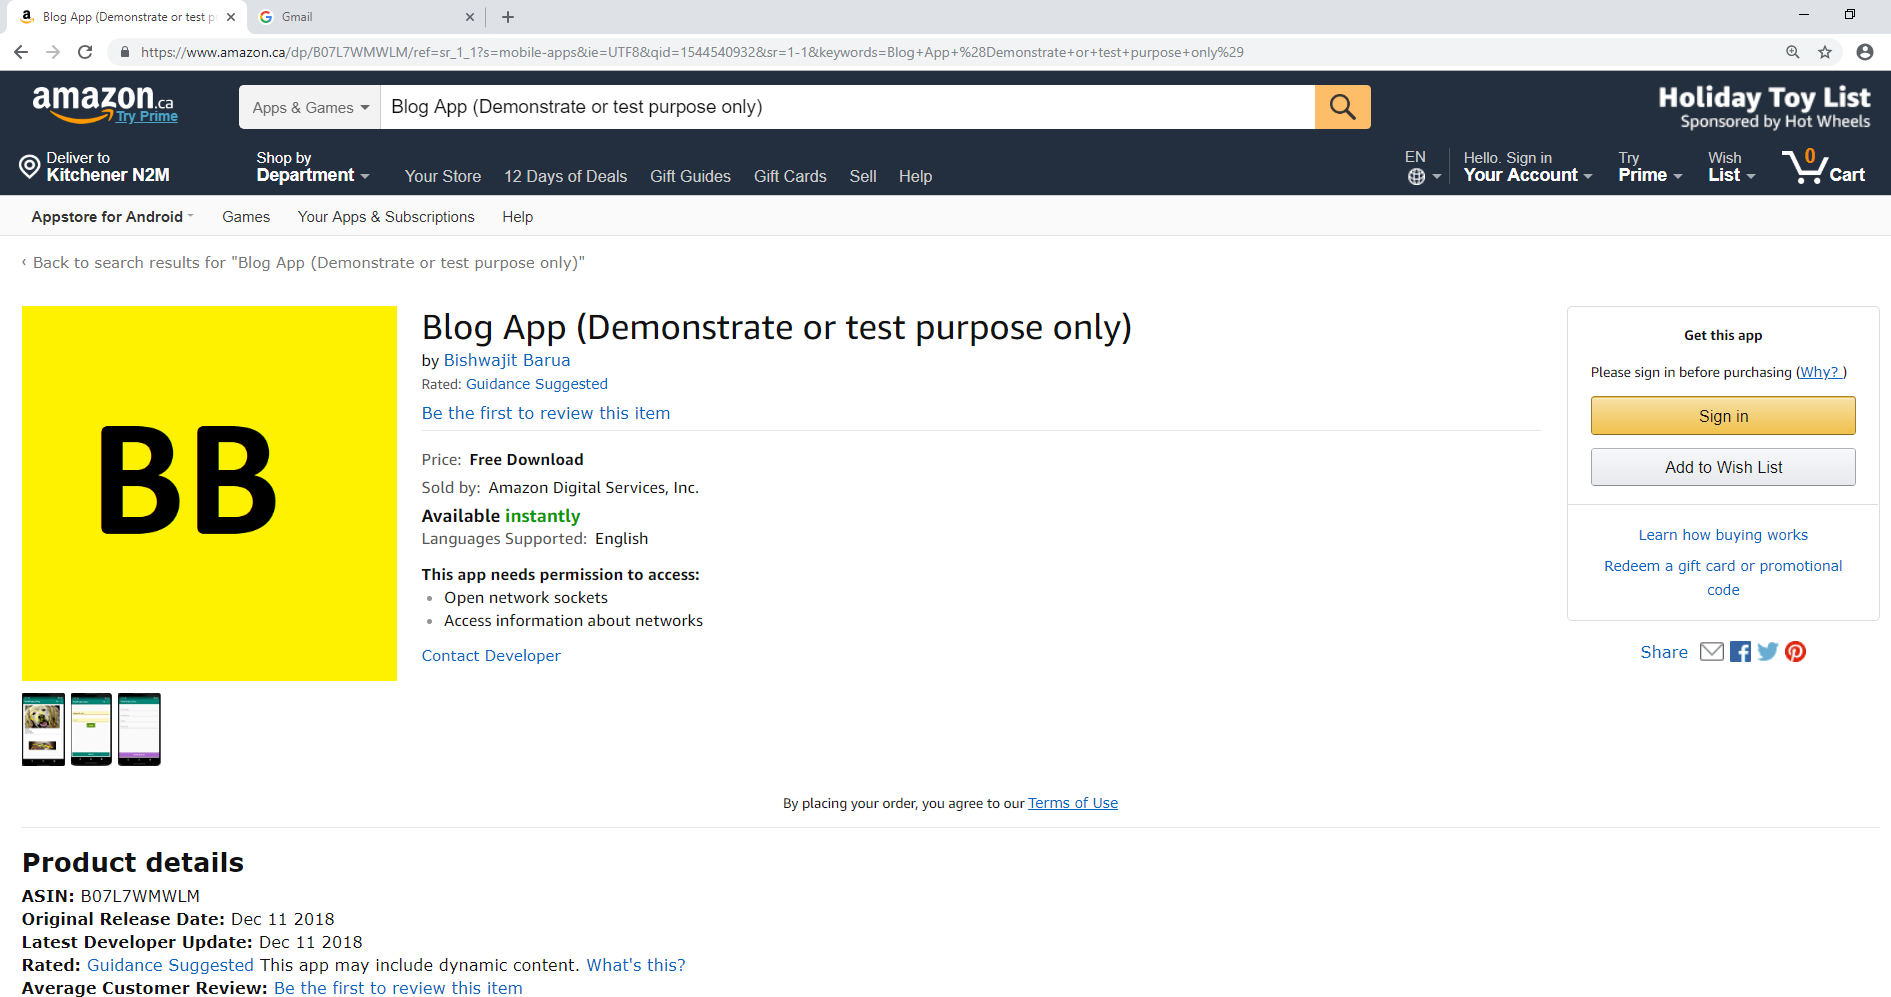 Blog App (Demonstrate or test p
Gmail
https://www.amazon.ca/dp/B07L7WMWLM/ref=sr_1_1?s=mobile-apps&ie=UTF8&qid=1544540932&sr=1-1&keywords=Blog+App+%28Demonstrate+or+test+purpose+only%29
amazon.ca
Try Prime
Apps & Games
Blog App (Demonstrate or test purpose only)
Holiday Toy List
Sponsored by Hot Wheels
Deliver to
Kitchener N2M
Shop by
Department
Your Store
12 Days of Deals
Gift Guides
Gift Cards
Sell
Help
EN
Hello. Sign in
Your Account
Try
Prime
Wish
List
0
Cart
Appstore for Android
Games
Your Apps & Subscriptions
Help
‹ Back to search results for "Blog App (Demonstrate or test purpose only)"
BB
Blog App (Demonstrate or test purpose only)
by Bishwajit Barua
Rated: Guidance Suggested
Be the first to review this item
Price: Free Download
Sold by: Amazon Digital Services, Inc.
Available instantly
Languages Supported: English
This app needs permission to access:
• Open network sockets
• Access information about networks
Contact Developer
Get this app
Please sign in before purchasing (Why? )
Sign in
Add to Wish List
Learn how buying works
Redeem a gift card or promotional
code
Share
By placing your order, you agree to our Terms of Use
Product details
ASIN: B07L7WMWLM
Original Release Date: Dec 11 2018
Latest Developer Update: Dec 11 2018
Rated: Guidance Suggested This app may include dynamic content. What's this?
Average Customer Review: Be the first to review this item